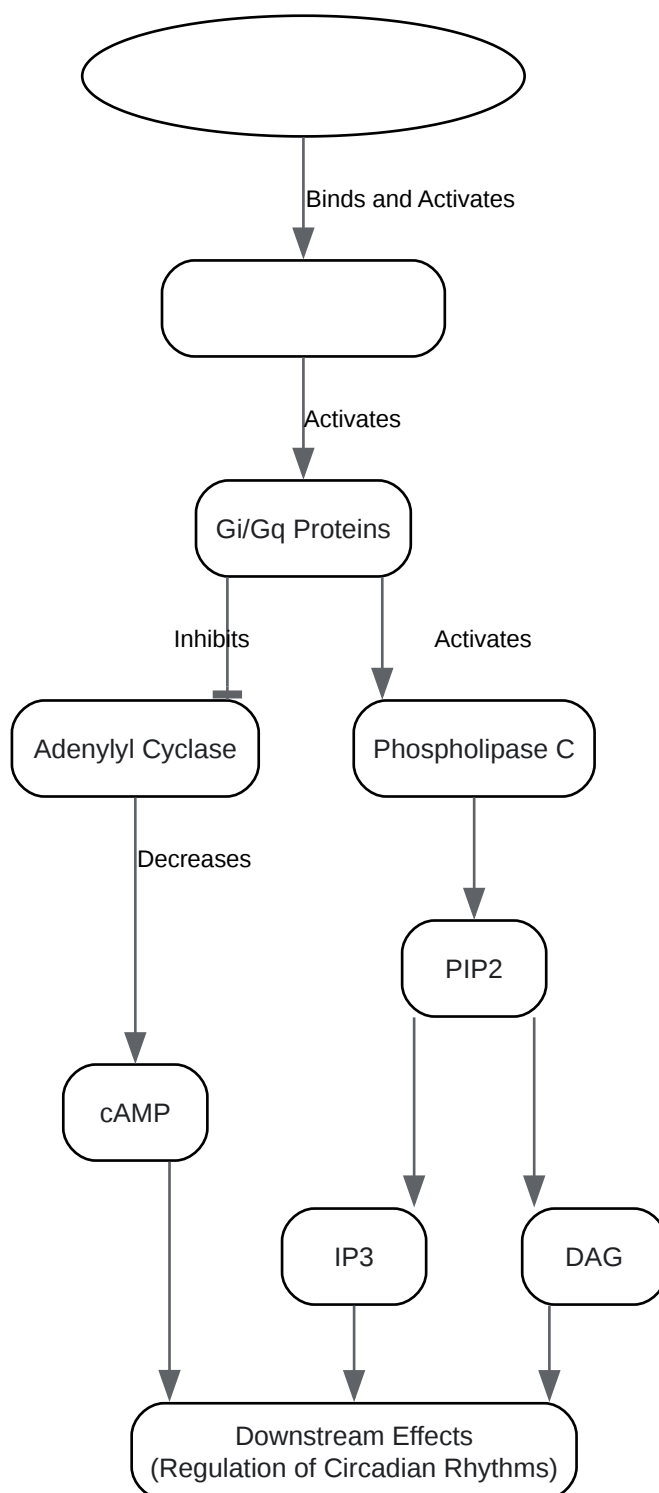 Binds and Activates
Activates
Gi/Gq Proteins
Inhibits
Activates
Adenylyl Cyclase
Phospholipase C
Decreases
PIP2
cAMP
IP3
DAG
Downstream Effects
(Regulation of Circadian Rhythms)